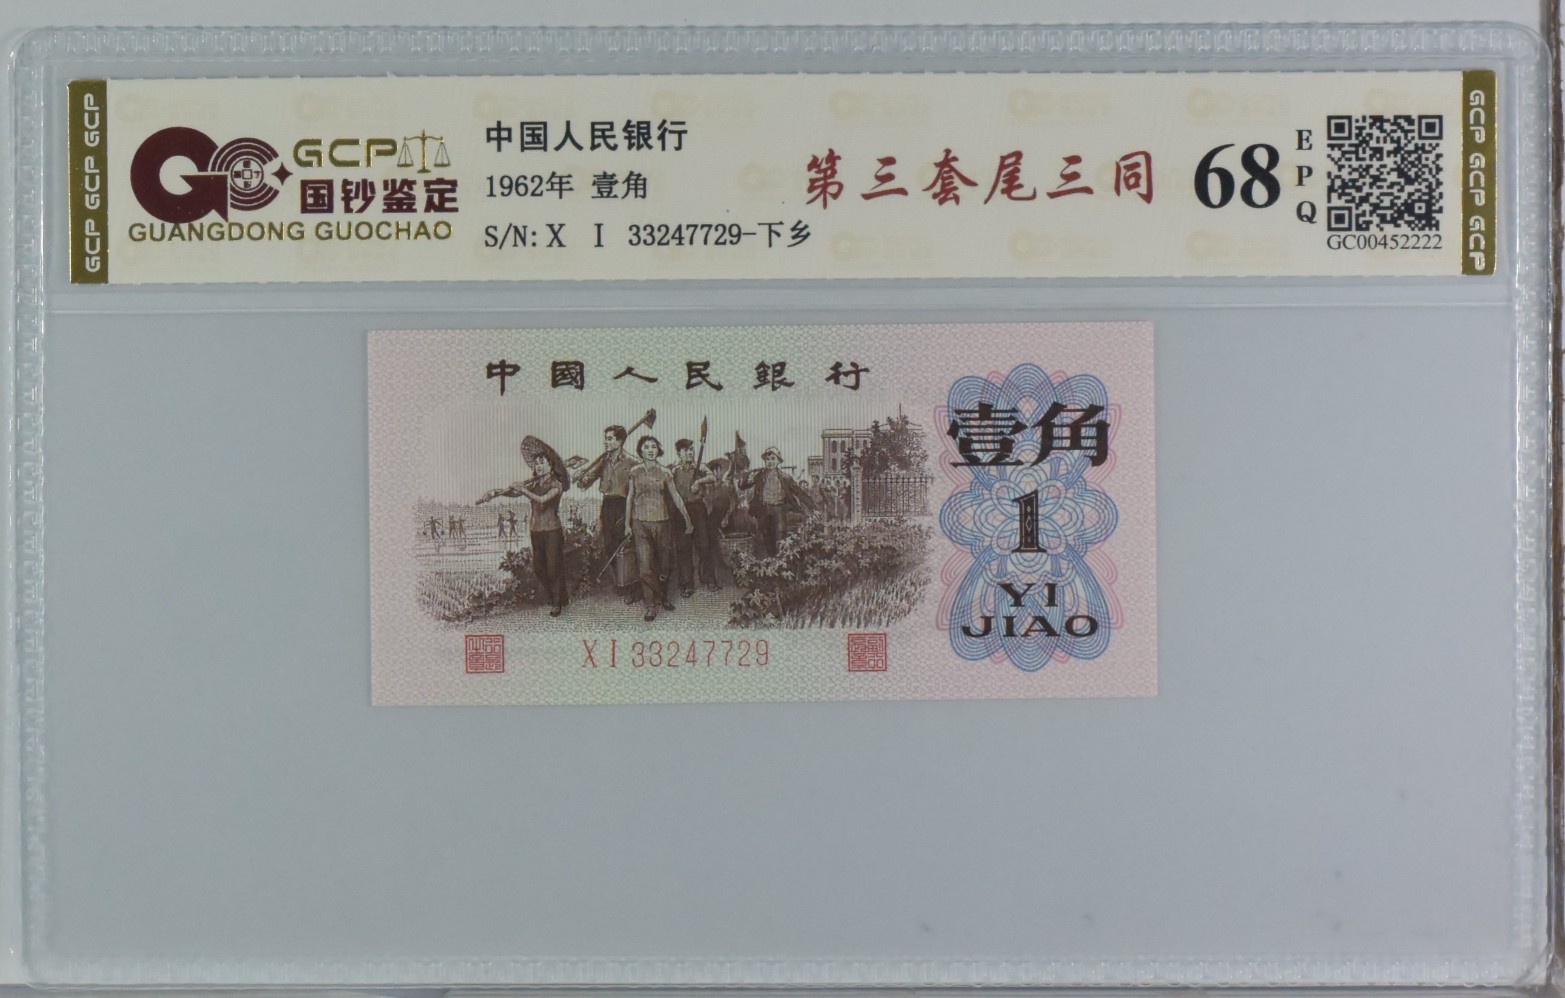 GCP GCP GCP
GCP
国钞鉴定
GUANGDONG GUOCHAO
中国人民银行
1962年 壹角
S/N: X I 33247729-下乡
第三套尾三同
68
EPQ
GC00452222
GCP GCP GCP
中國人民銀行
壹角
1
YI
JIAO
XI33247729